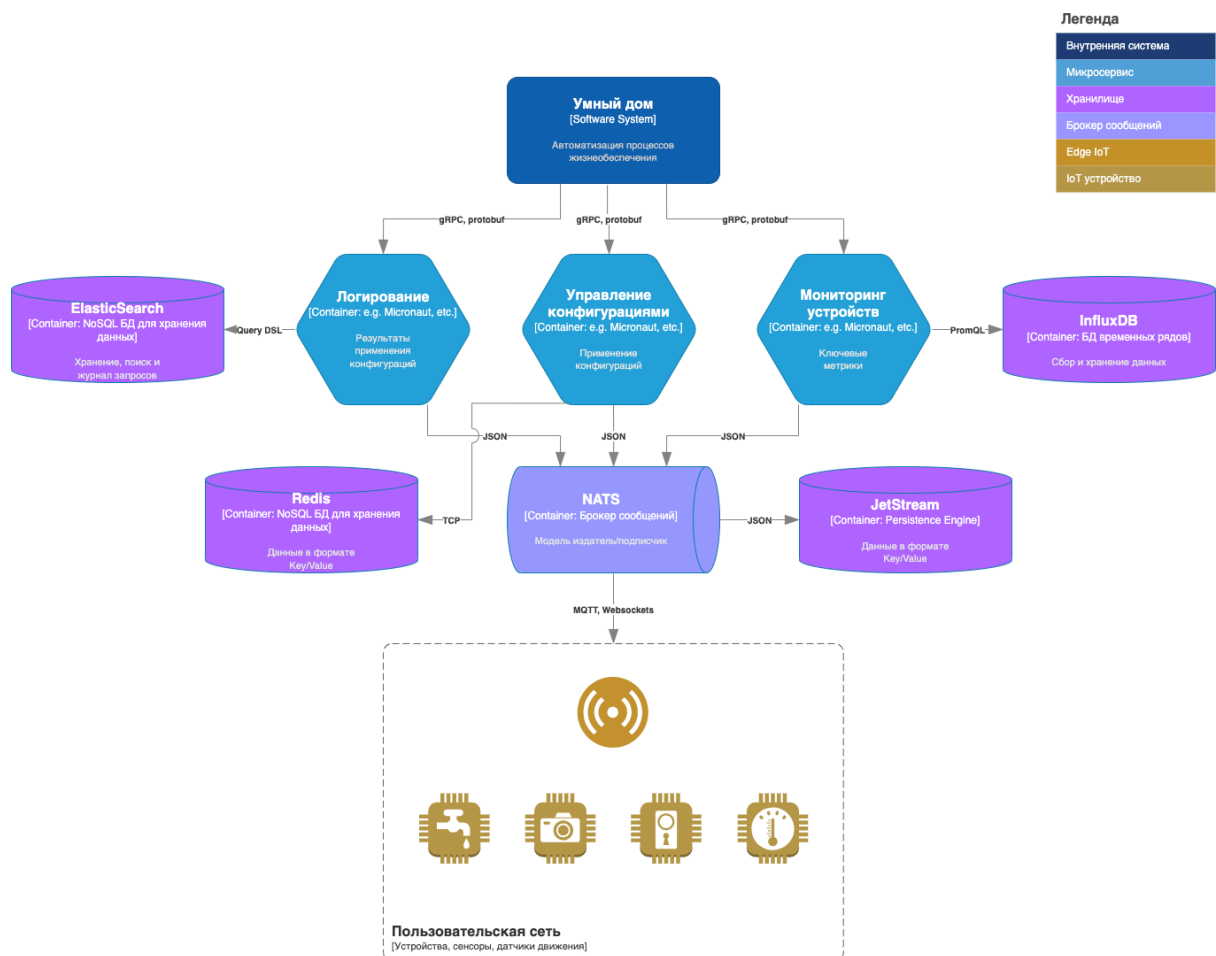 Легенда
Внутренняя система
Микросервис
Хранилище
Брокер сообщений
Edge IoT
IoT устройство
Умный дом
[Software System]
Автоматизация процессов
жизнеобеспечения
gRPC, protobuf
gRPC, protobuf
gRPC, protobuf
ElasticSearch
[Container: NoSQL БД для хранения
данных]
Хранение, поиск и
журнал запросов
Query DSL
Логирование
[Container: e.g. Micronaut, etc.]
Результаты
применения
конфигураций
Управление
конфигурациями
[Container: e.g. Micronaut, etc.]
Применение
конфигураций
Мониторинг
устройств
[Container: e.g. Micronaut, etc.]
Ключевые
метрики
PromQL
InfluxDB
[Container: БД временных рядов]
Сбор и хранение данных
JSON
JSON
JSON
Redis
[Container: NoSQL БД для хранения
данных]
Данные в формате
Key/Value
TCP
NATS
[Container: Брокер сообщений]
Модель издатель/подписчик
JSON
JetStream
[Container: Persistence Engine]
Данные в формате
Key/Value
MQTT, Websockets
Пользовательская сеть
[Устройства, сенсоры, датчики движения]